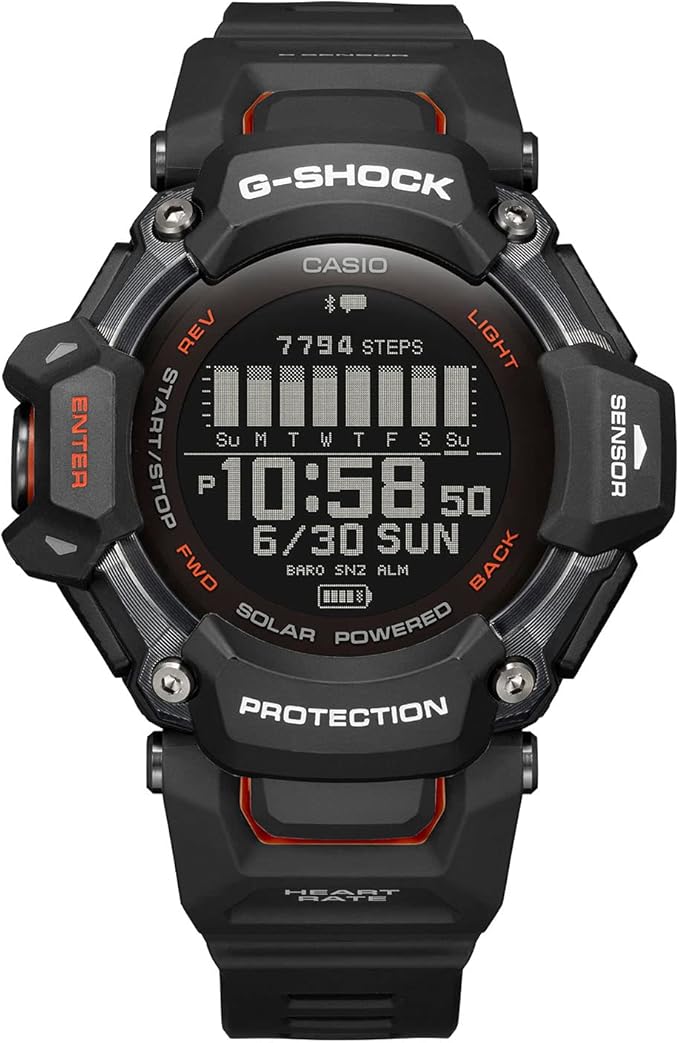 G SENSOR
G-SHOCK
CASIO
REV
LIGHT
7794 STEPS
Su M T W T F S Su
START/STOP
ENTER
SENSOR
P 10:58 50
6/30 SUN
BARO SNZ ALM
FWD
BACK
SOLAR POWERED
PROTECTION
HEART
RATE